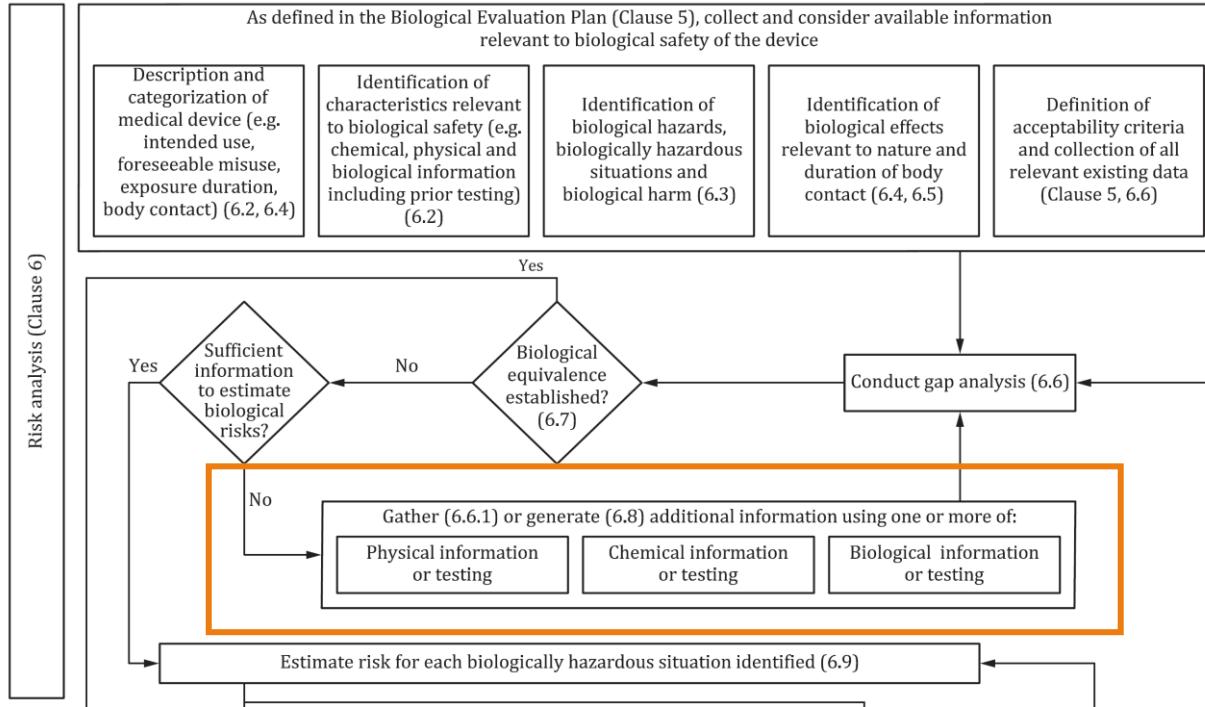 As defined in the Biological Evaluation Plan (Clause 5), collect and consider available information
relevant to biological safety of the device
Description and
categorization of
medical device (e.g.
intended use,
foreseeable misuse,
exposure duration,
body contact) (6.2, 6.4)
Identification of
characteristics relevant
to biological safety (e.g.
chemical, physical and
biological information
including prior testing)
(6.2)
Identification of
biological hazards,
biologically hazardous
situations and
biological harm (6.3)
Identification of
biological effects
relevant to nature and
duration of body
contact (6.4, 6.5)
Definition of
acceptability criteria
and collection of all
relevant existing data
(Clause 5, 6.6)
Risk analysis (Clause 6)
Yes
Yes
Sufficient
information
to estimate
biological
risks?
No
Biological
equivalence
established?
(6.7)
Conduct gap analysis (6.6)
No
Gather (6.6.1) or generate (6.8) additional information using one or more of:
Physical information
or testing
Chemical information
or testing
Biological information
or testing
Estimate risk for each biologically hazardous situation identified (6.9)